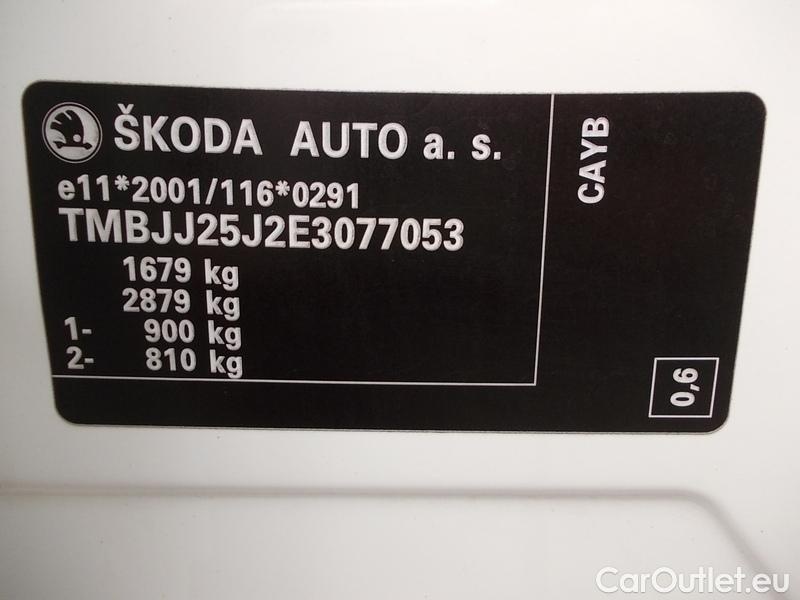 ŠKODA AUTO a. s.
e11*2001/116*0291
TMBJJ25J2E3077053
1679 kg
2879 kg
1- 900 kg
2- 810 kg
CAYB
0,6
CarOutlet.eu